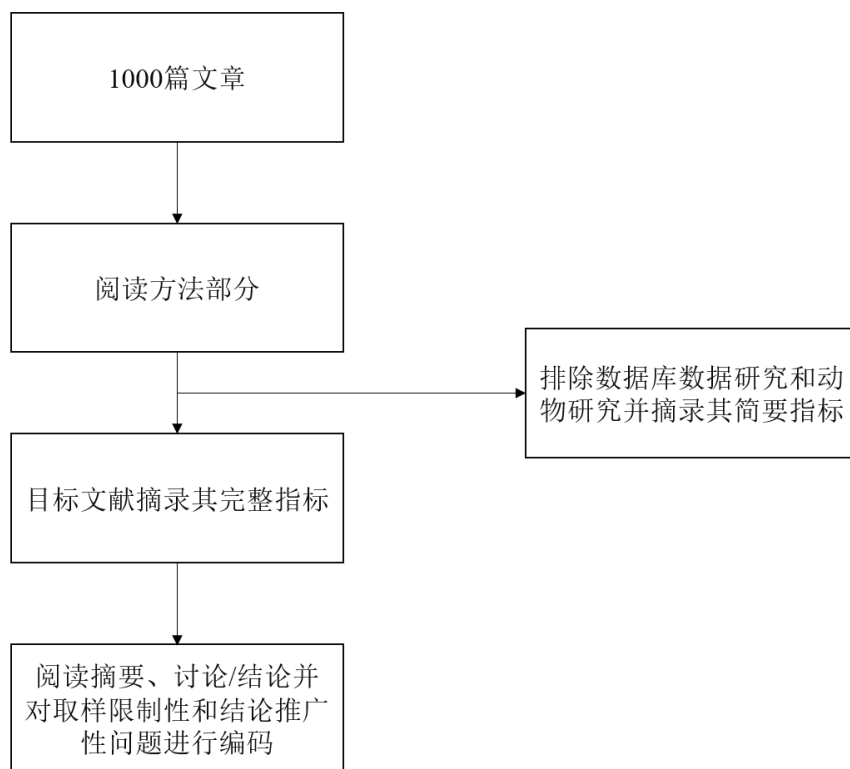 1000篇文章
阅读方法部分
排除数据库数据研究和动
物研究并摘录其简要指标
目标文献摘录其完整指标
阅读摘要、讨论/结论并
对取样限制性和结论推广
性问题进行编码